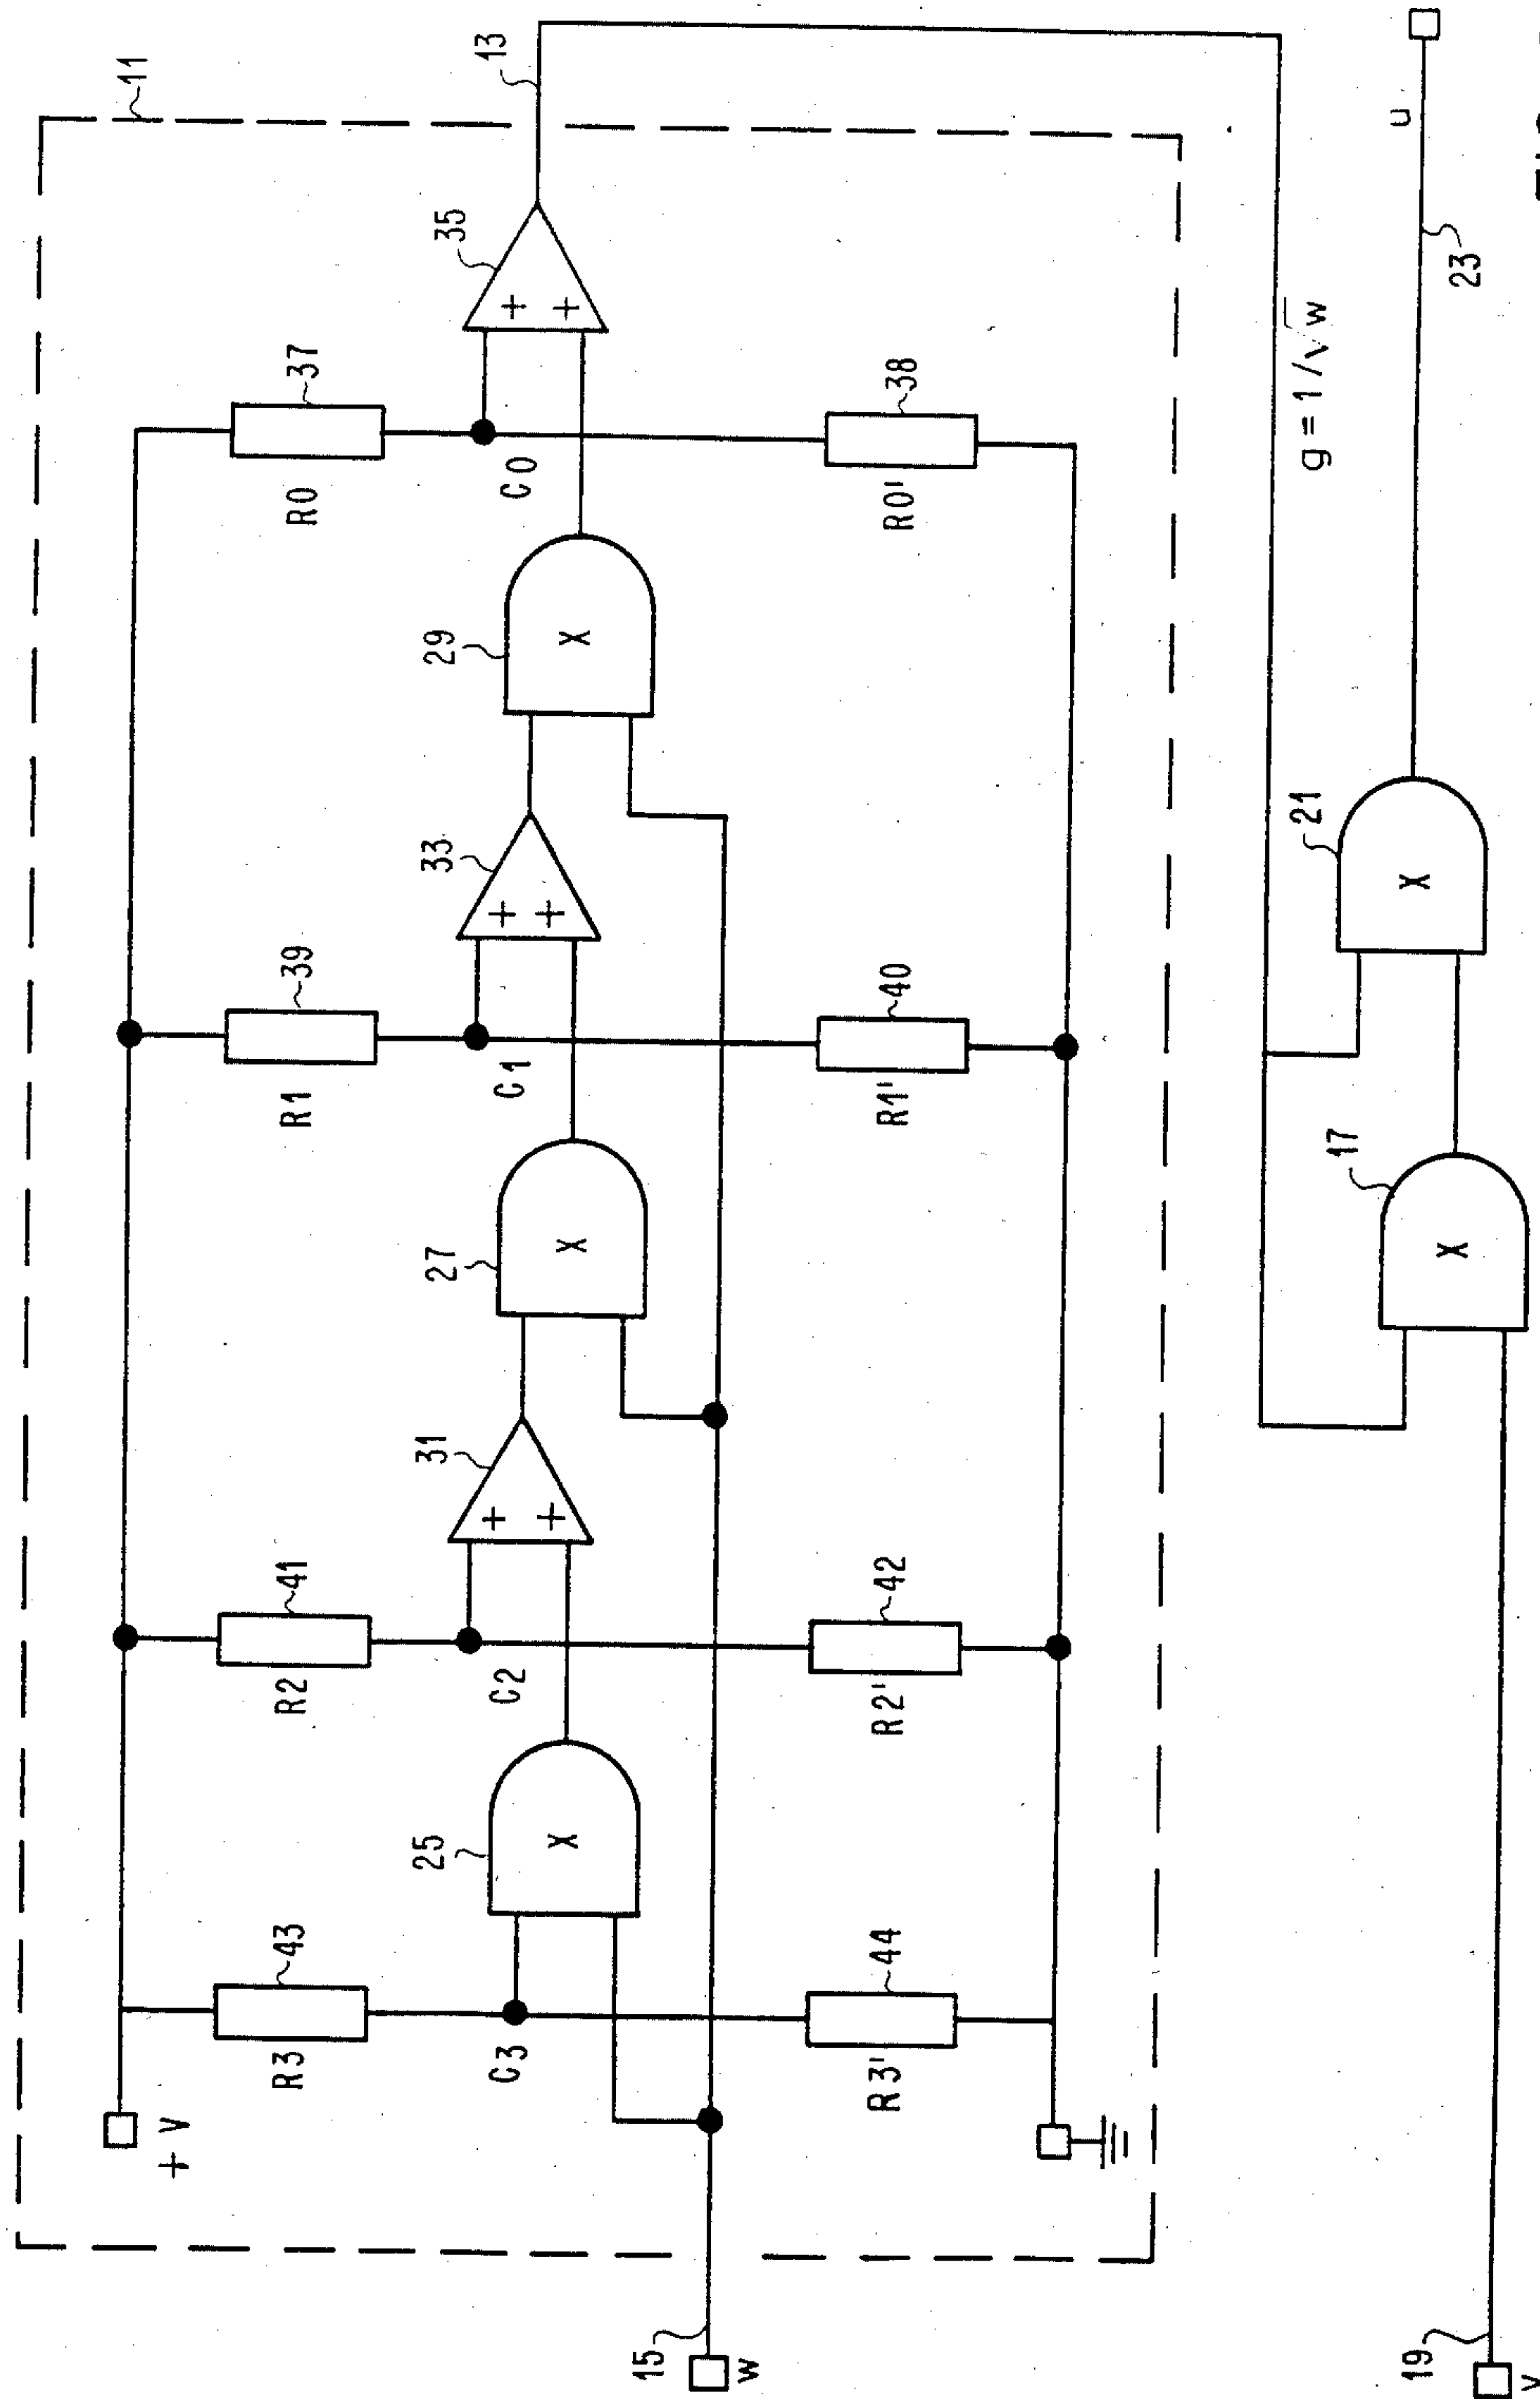 11
13
35
37
R0
C0
38
R0'
29
X
33
39
R1
C1
40
R1'
27
X
31
41
R2
C2
42
R2'
25
X
43
R3
C3
44
R3'
+ +
+ +
+ +
+V
15
w
g = 1/√w
21
X
17
X
19
u
23